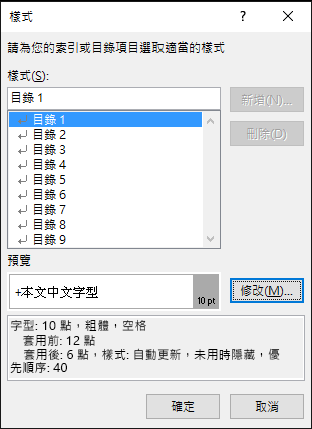 樣式
?
×
請為您的索引或目錄項目選取適當的樣式
樣式(S):
目錄 1
新增(N)...
目錄 1
目錄 2
目錄 3
目錄 4
目錄 5
目錄 6
目錄 7
目錄 8
目錄 9
刪除(D)
預覽
+本文中文字型
10 pt
修改(M)...
字型: 10 點，粗體，空格
套用前: 12 點
套用後: 6 點，樣式: 自動更新，未用時隱藏，優
先順序: 40
確定
取消